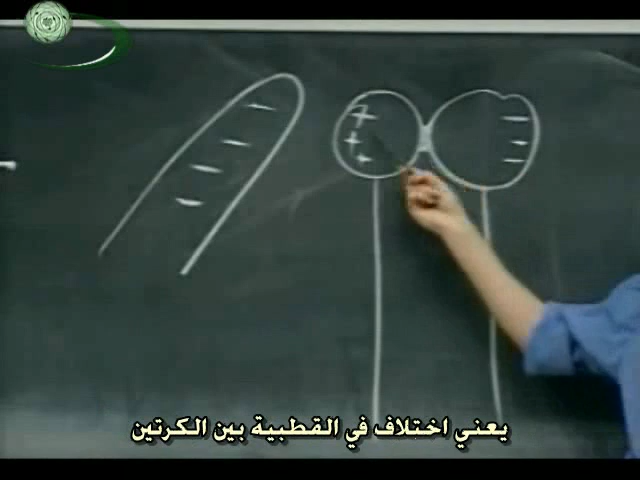 + −
+ −
+ −
− − − −
يعني اختلاف في القطبية بين الكرتين